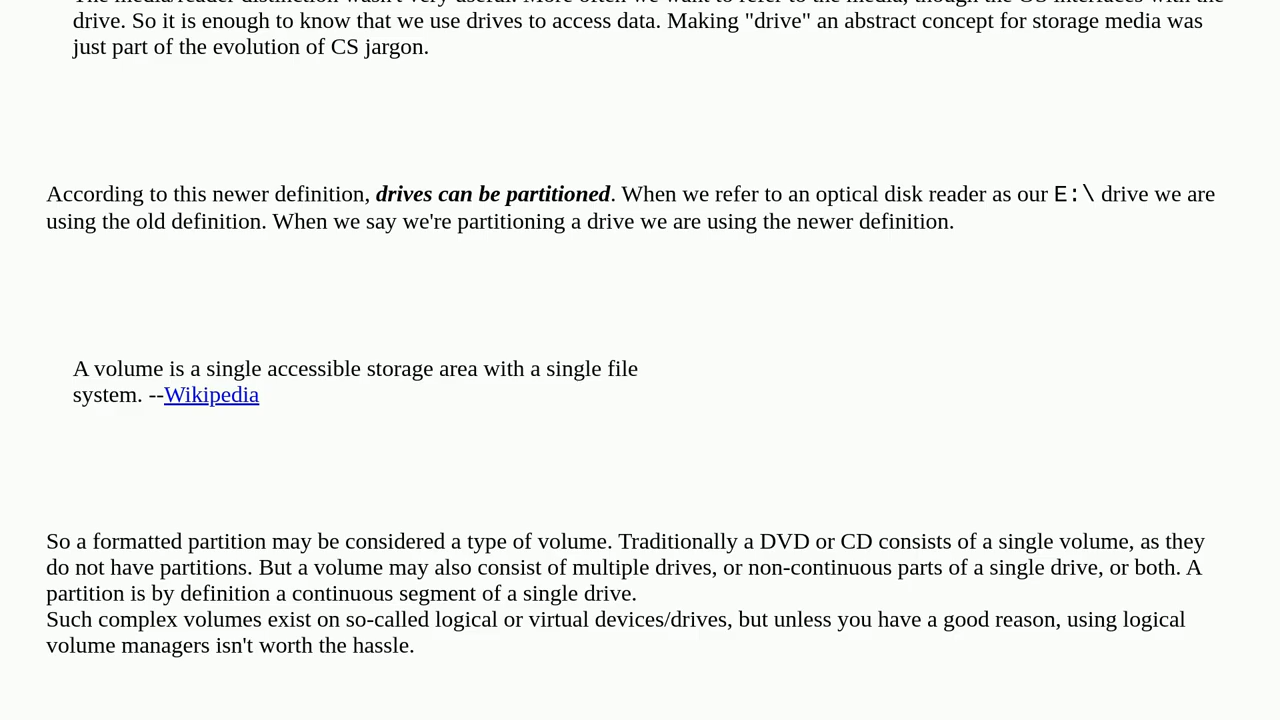 drive. So it is enough to know that we use drives to access data. Making "drive" an abstract concept for storage media was
just part of the evolution of CS jargon.
According to this newer definition, drives can be partitioned. When we refer to an optical disk reader as our E:\ drive we are
using the old definition. When we say we're partitioning a drive we are using the newer definition.
A volume is a single accessible storage area with a single file
system. --Wikipedia
So a formatted partition may be considered a type of volume. Traditionally a DVD or CD consists of a single volume, as they
do not have partitions. But a volume may also consist of multiple drives, or non-continuous parts of a single drive, or both. A
partition is by definition a continuous segment of a single drive.
Such complex volumes exist on so-called logical or virtual devices/drives, but unless you have a good reason, using logical
volume managers isn't worth the hassle.